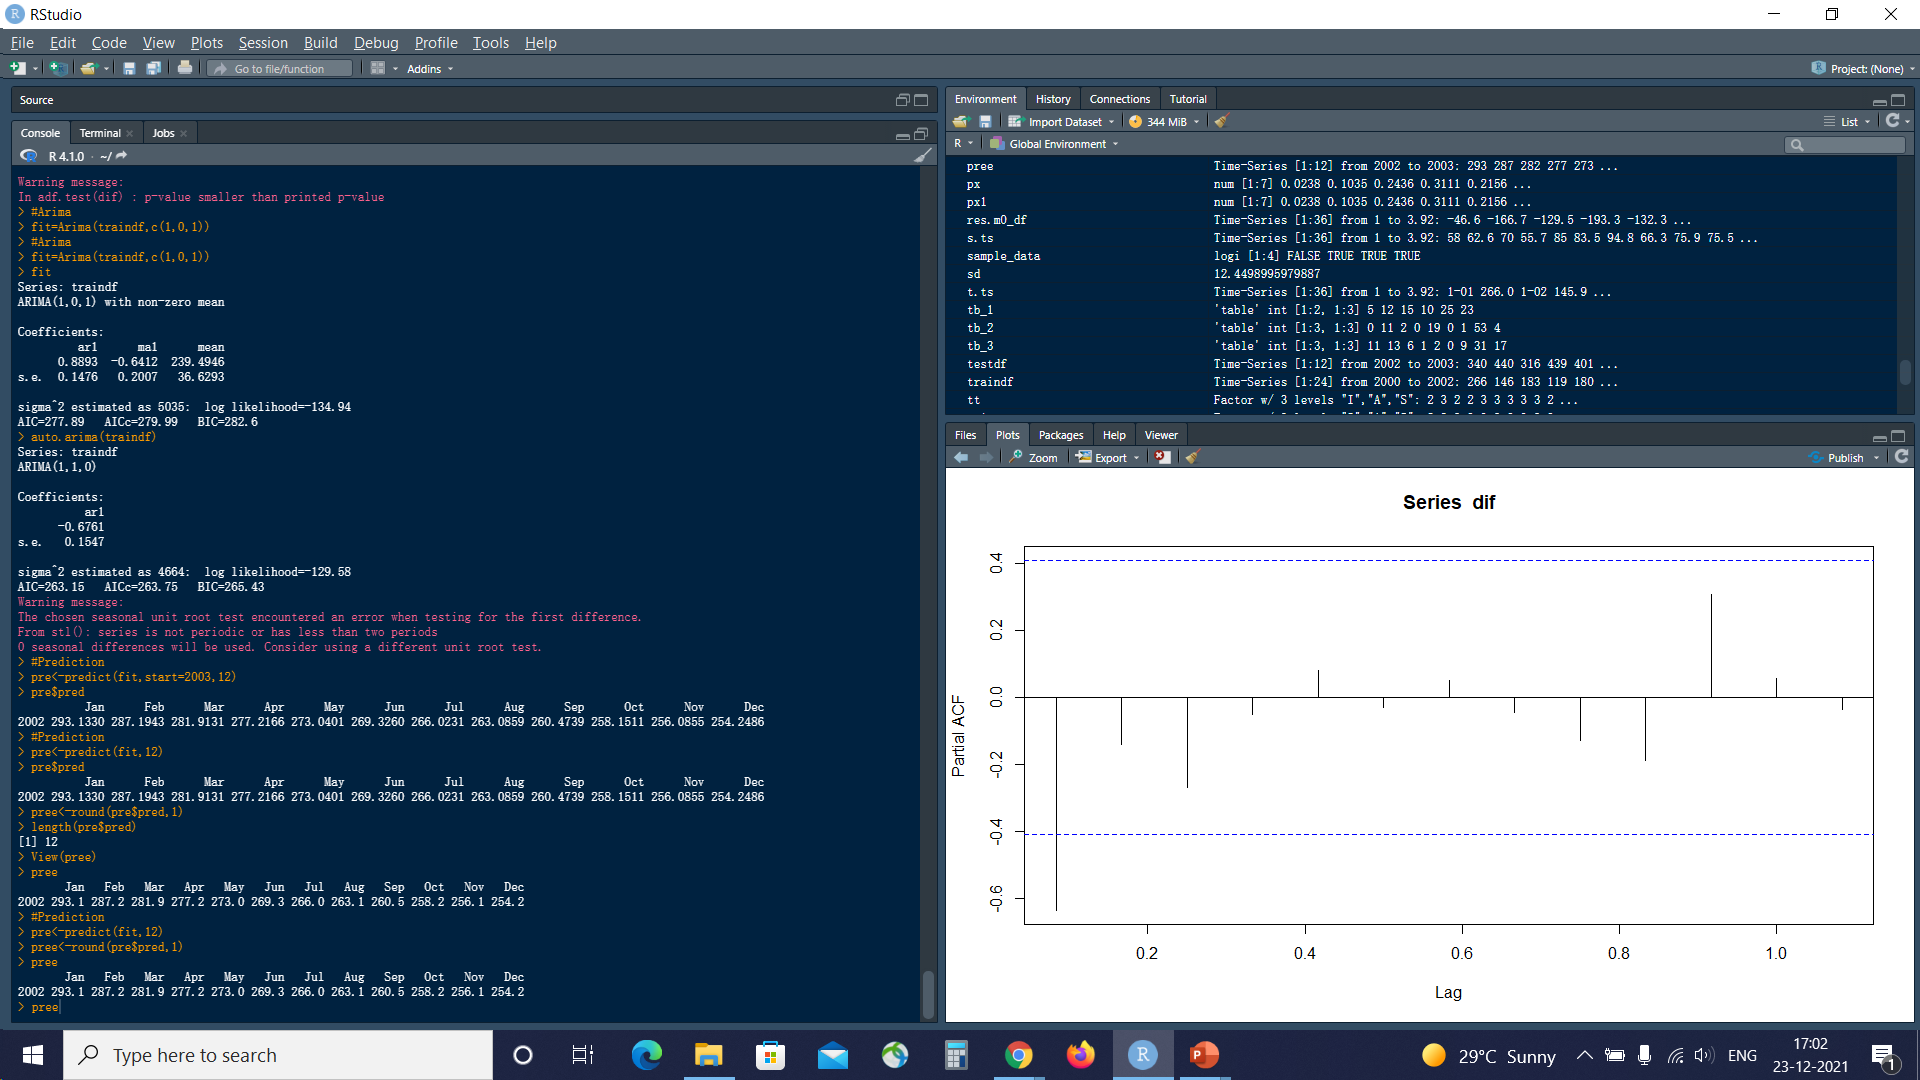 RStudio
File Edit Code View Plots Session Build Debug Profile Tools Help
Go to file/function Addins Project: (None)
Source
Console Terminal Jobs
R 4.1.0 · ~/
Warning message:
In adf.test(dif) : p-value smaller than printed p-value
> #Arima
> fit=Arima(traindf,c(1,0,1))
> #Arima
> fit=Arima(traindf,c(1,0,1))
> fit
Series: traindf
ARIMA(1,0,1) with non-zero mean
Coefficients:
ar1 ma1 mean
0.8893 -0.6412 239.4946
s.e. 0.1476 0.2007 36.6293
sigma^2 estimated as 5035: log likelihood=-134.94
AIC=277.89 AICc=279.99 BIC=282.6
> auto.arima(traindf)
Series: traindf
ARIMA(1,1,0)
Coefficients:
ar1
-0.6761
s.e. 0.1547
sigma^2 estimated as 4664: log likelihood=-129.58
AIC=263.15 AICc=263.75 BIC=265.43
Warning message:
The chosen seasonal unit root test encountered an error when testing for the first difference.
From stl(): series is not periodic or has less than two periods
0 seasonal differences will be used. Consider using a different unit root test.
> #Prediction
> pre<-predict(fit,start=2003,12)
> pre$pred
Jan Feb Mar Apr May Jun Jul Aug Sep Oct Nov Dec
2002 293.1330 287.1943 281.9131 277.2166 273.0401 269.3260 266.0231 263.0859 260.4739 258.1511 256.0855 254.2486
> #Prediction
> pre<-predict(fit,12)
> pre$pred
Jan Feb Mar Apr May Jun Jul Aug Sep Oct Nov Dec
2002 293.1330 287.1943 281.9131 277.2166 273.0401 269.3260 266.0231 263.0859 260.4739 258.1511 256.0855 254.2486
> pree<-round(pre$pred,1)
> length(pre$pred)
[1] 12
> View(pree)
> pree
Jan Feb Mar Apr May Jun Jul Aug Sep Oct Nov Dec
2002 293.1 287.2 281.9 277.2 273.0 269.3 266.0 263.1 260.5 258.2 256.1 254.2
> #Prediction
> pre<-predict(fit,12)
> pree<-round(pre$pred,1)
> pree
Jan Feb Mar Apr May Jun Jul Aug Sep Oct Nov Dec
2002 293.1 287.2 281.9 277.2 273.0 269.3 266.0 263.1 260.5 258.2 256.1 254.2
> pree
Environment History Connections Tutorial
Import Dataset 344 MiB List
R Global Environment
pree Time-Series [1:12] from 2002 to 2003: 293 287 282 277 273 ...
px num [1:7] 0.0238 0.1035 0.2436 0.3111 0.2156 ...
px1 num [1:7] 0.0238 0.1035 0.2436 0.3111 0.2156 ...
res.m0_df Time-Series [1:36] from 1 to 3.92: -46.6 -166.7 -129.5 -193.3 -132.3 ...
s.ts Time-Series [1:36] from 1 to 3.92: 58 62.6 70 55.7 85 83.5 94.8 66.3 75.9 75.5 ...
sample_data logi [1:4] FALSE TRUE TRUE TRUE
sd 12.4498995979887
t.ts Time-Series [1:36] from 1 to 3.92: 1-01 266.0 1-02 145.9 ...
tb_1 'table' int [1:2, 1:3] 5 12 15 10 25 23
tb_2 'table' int [1:3, 1:3] 0 11 2 0 19 0 1 53 4
tb_3 'table' int [1:3, 1:3] 11 13 6 1 2 0 9 31 17
testdf Time-Series [1:12] from 2002 to 2003: 340 440 316 439 401 ...
traindf Time-Series [1:24] from 2000 to 2002: 266 146 183 119 180 ...
tt Factor w/ 3 levels "I","A","S": 2 3 2 2 3 3 3 3 3 2 ...
Files Plots Packages Help Viewer
Zoom Export Publish
Series dif
Partial ACF
0.4
0.2
0.0
-0.2
-0.4
-0.6
0.2 0.4 0.6 0.8 1.0
Lag
Type here to search
29°C Sunny
ENG
17:02
23-12-2021
1